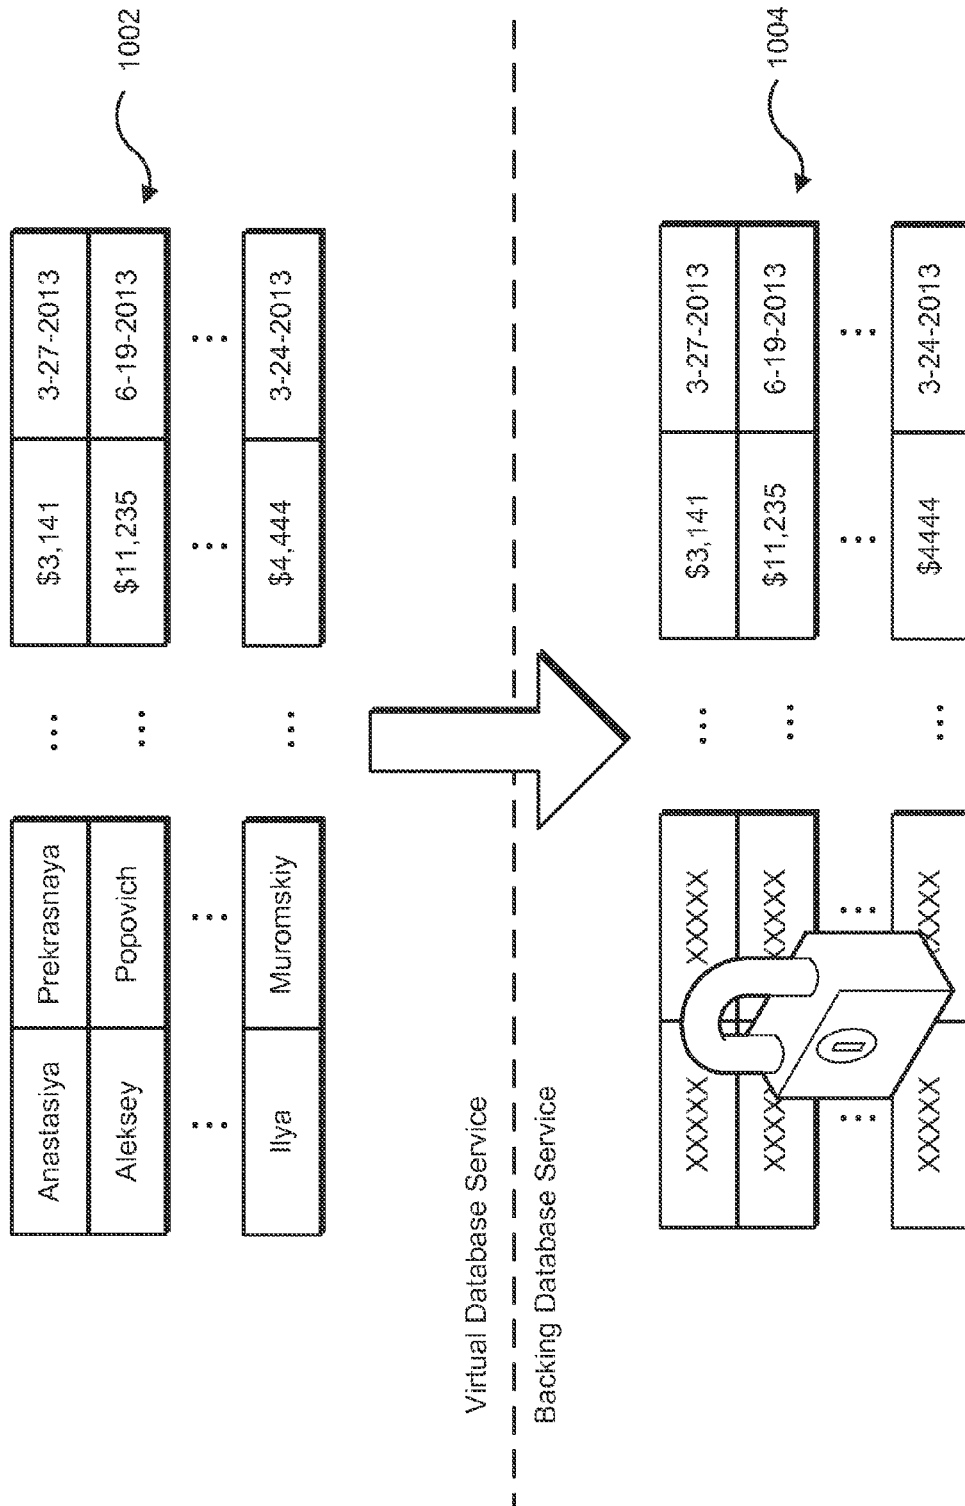 Anastasiya Prekrasnaya ... $3,141 3-27-2013
Aleksey Popovich ... $11,235 6-19-2013
1002
... ... ... ...
Ilya Muromskiy ... $4,444 3-24-2013
Virtual Database Service
Backing Database Service
XXXXX XXXXX ... $3,141 3-27-2013
XXXXX XXXXX ... $11,235 6-19-2013
1004
... ... ... ...
XXXXX XXXXX ... $4444 3-24-2013